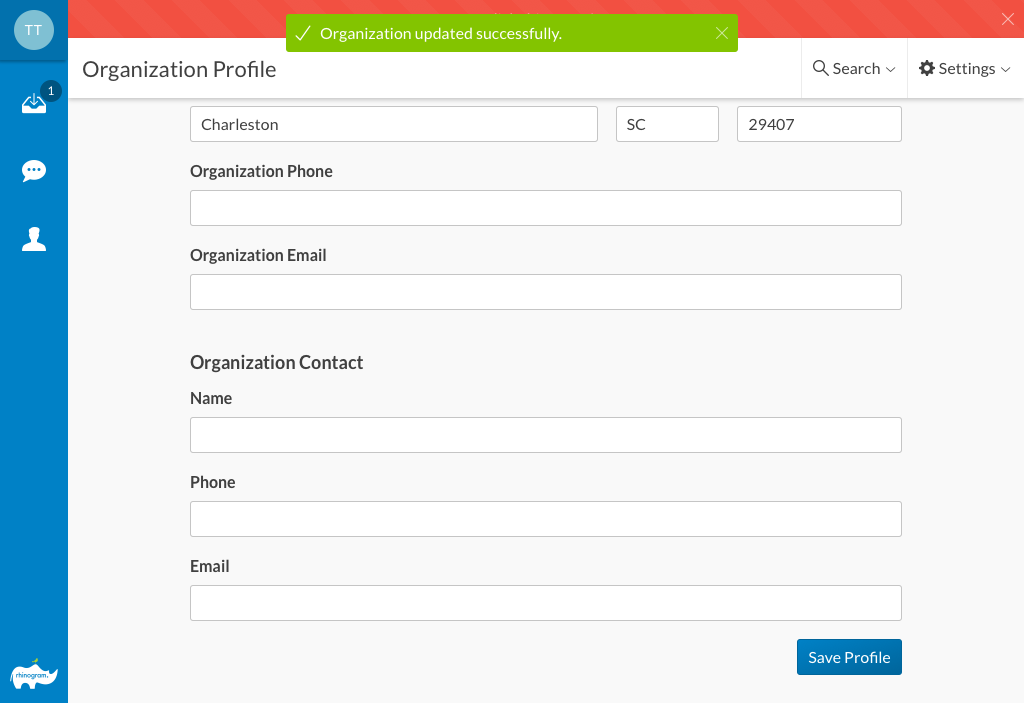 TT
Organization updated successfully.
1
Organization Profile
Search
Settings
Charleston
SC
29407
Organization Phone
Organization Email
Organization Contact
Name
Phone
Email
Save Profile
rhinogram.